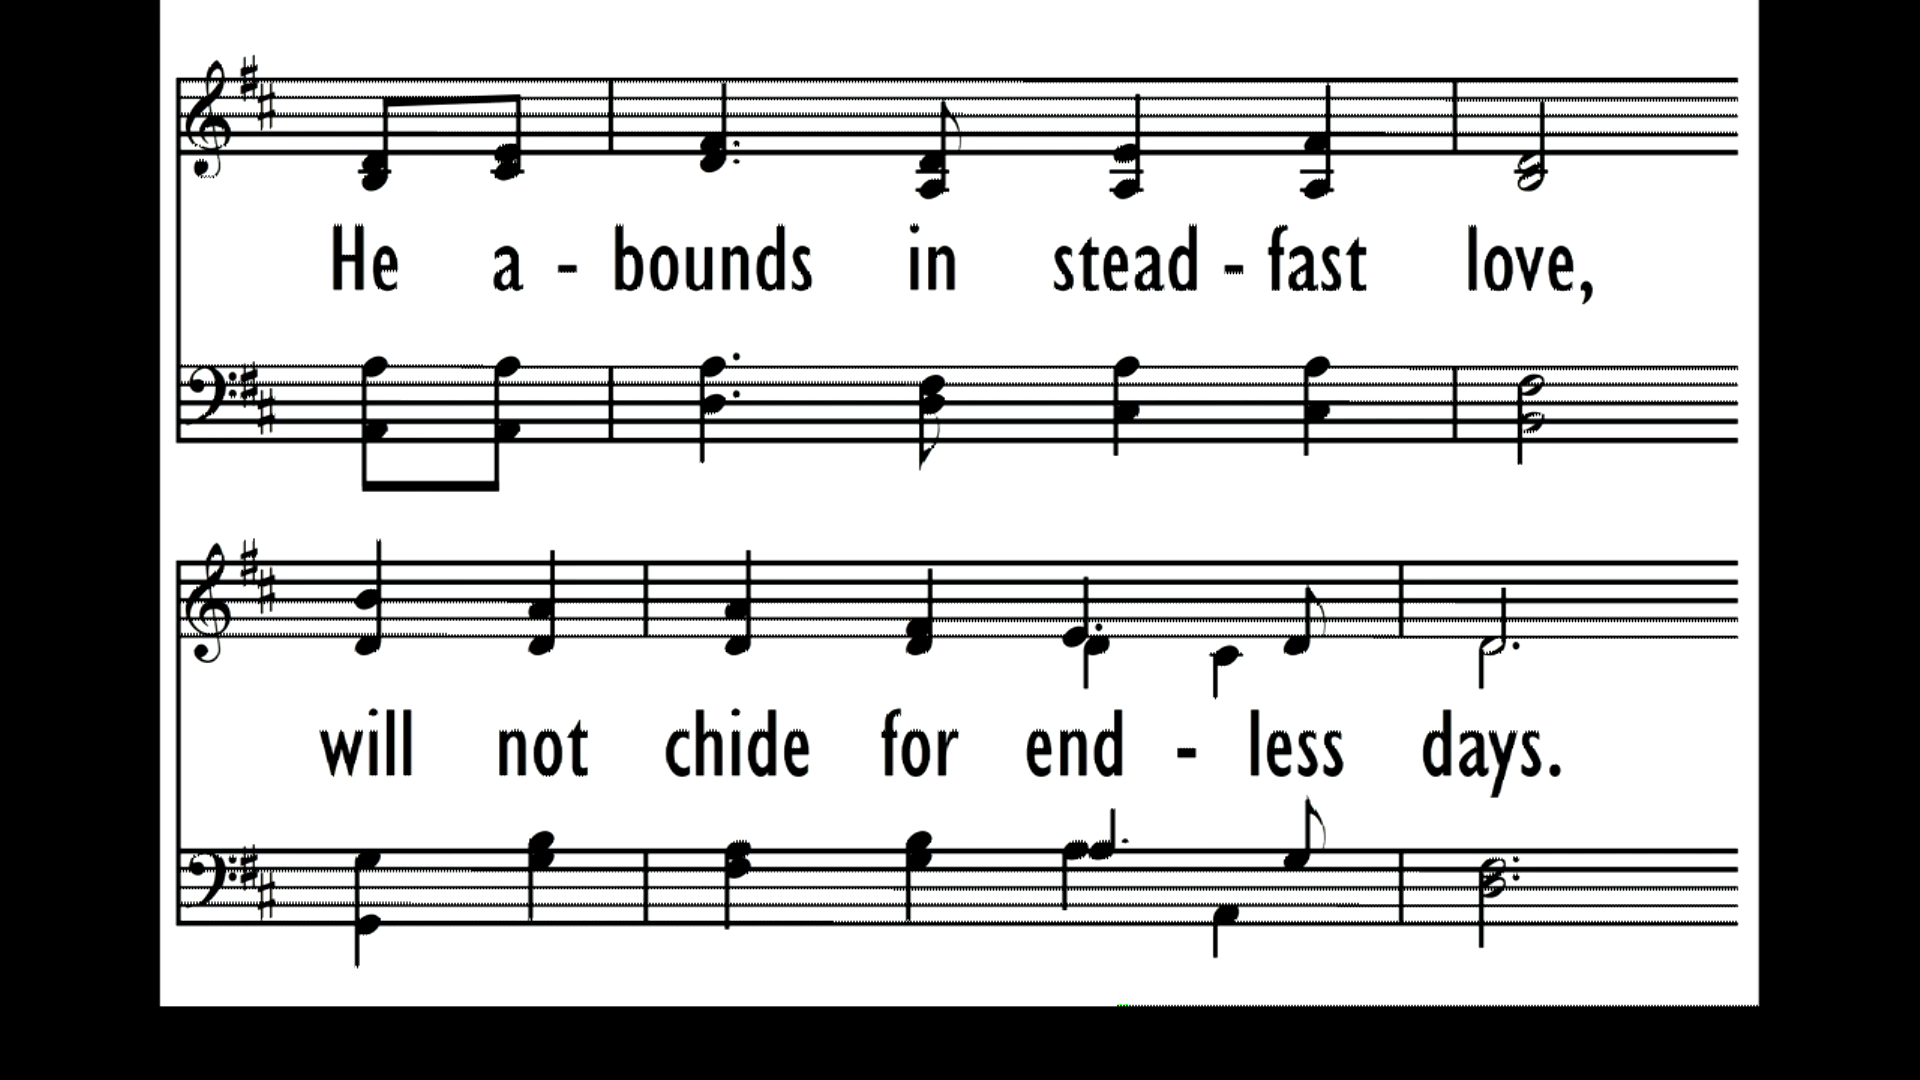 He a - bounds in stead - fast love,
will not chide for end - less days.